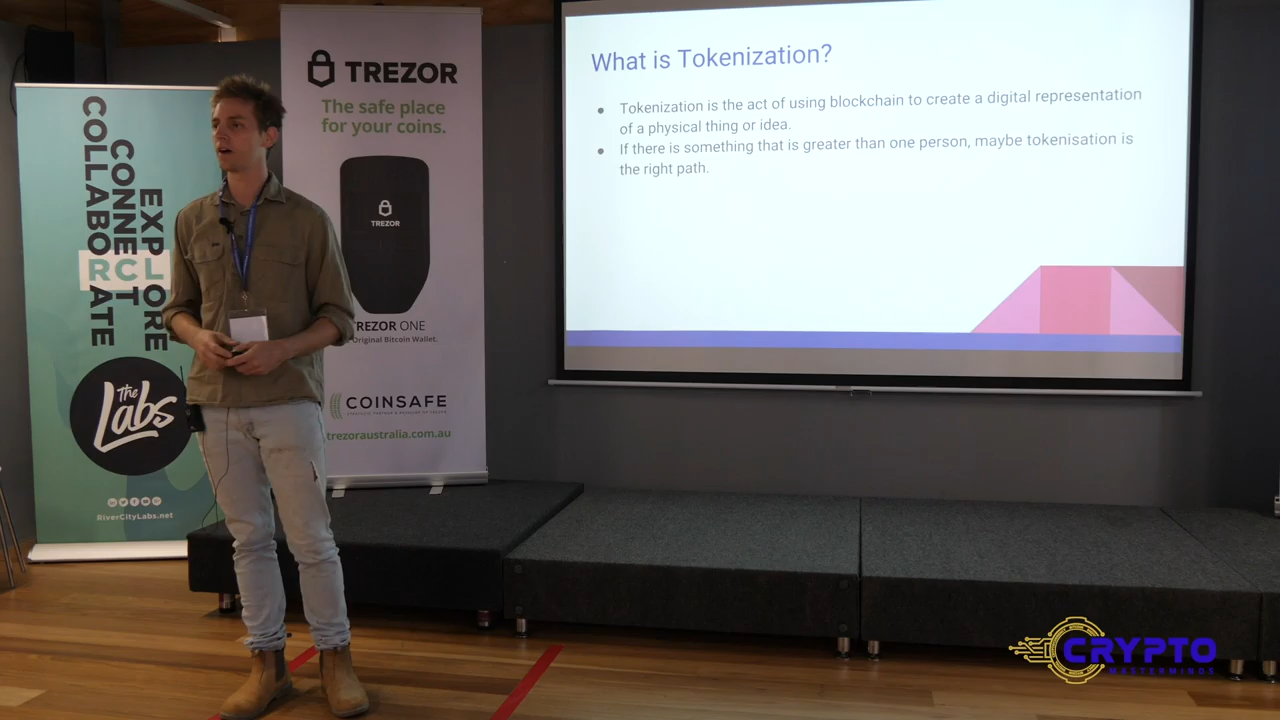 EXPLORE
CONNECT
COLLABORATE
The
Labs
RiverCityLabs.net
TREZOR
The safe place
for your coins.
TREZOR
TREZOR ONE
Original Bitcoin Wallet.
COINSAFE
trezoraustralia.com.au
What is Tokenization?
• Tokenization is the act of using blockchain to create a digital representation
of a physical thing or idea.
• If there is something that is greater than one person, maybe tokenisation is
the right path.
CRYPTO
MASTERMINDS